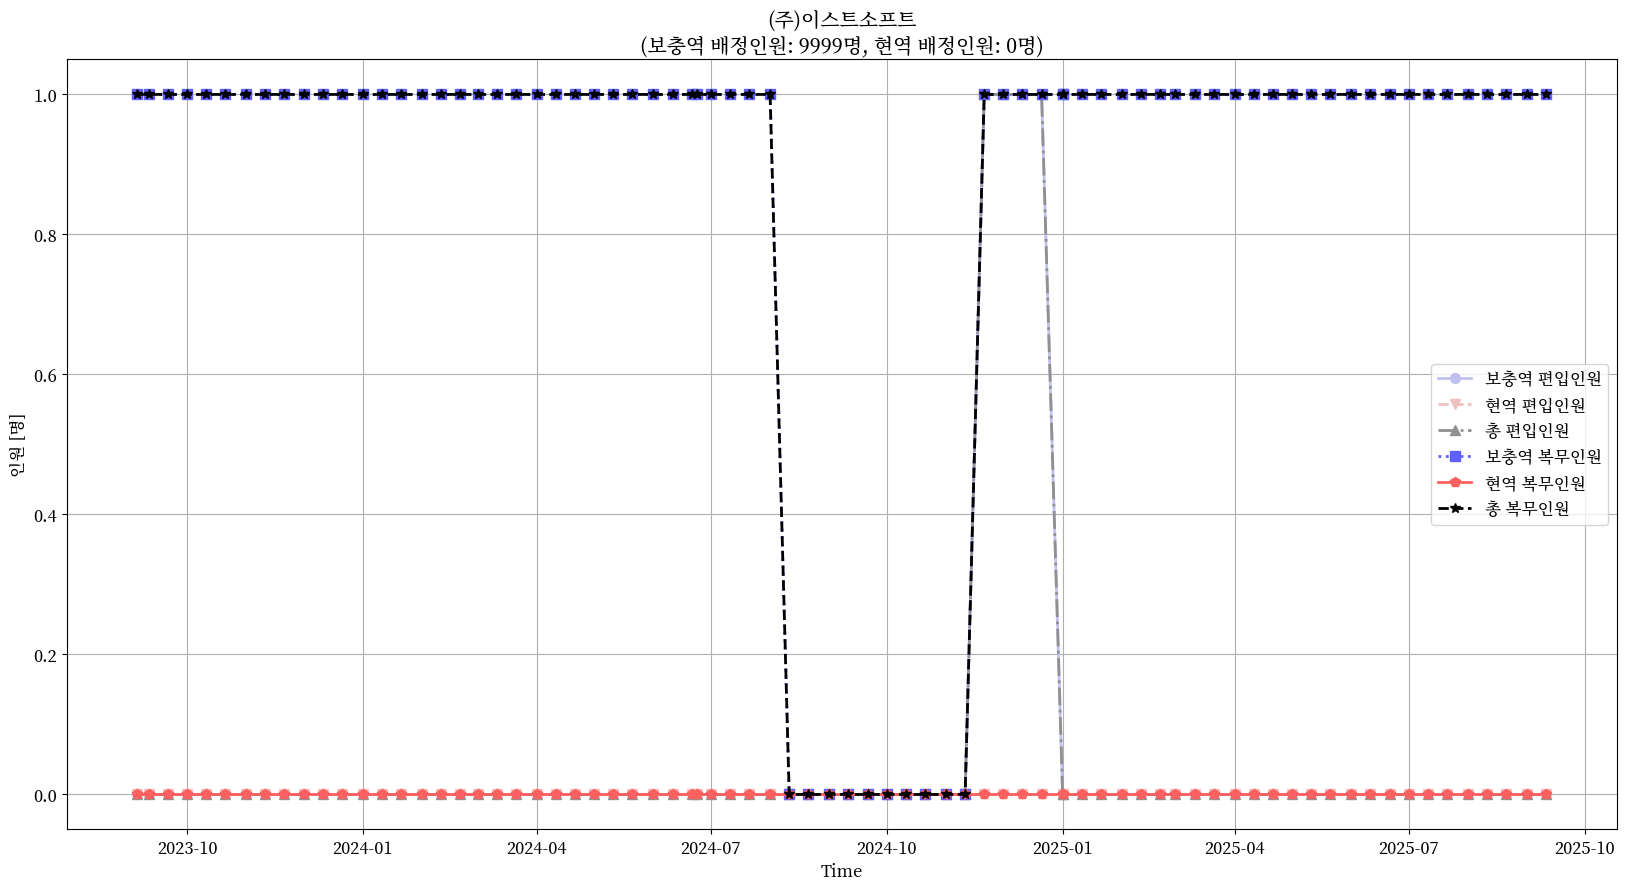 (주)이스트소프트
(보충역 배정인원: 9999명, 현역 배정인원: 0명)
인원 [명]
1.0
0.8
0.6
0.4
0.2
0.0
보충역 편입인원
현역 편입인원
총 편입인원
보충역 복무인원
현역 복무인원
총 복무인원
2023-10
2024-01
2024-04
2024-07
2024-10
2025-01
2025-04
2025-07
2025-10
Time